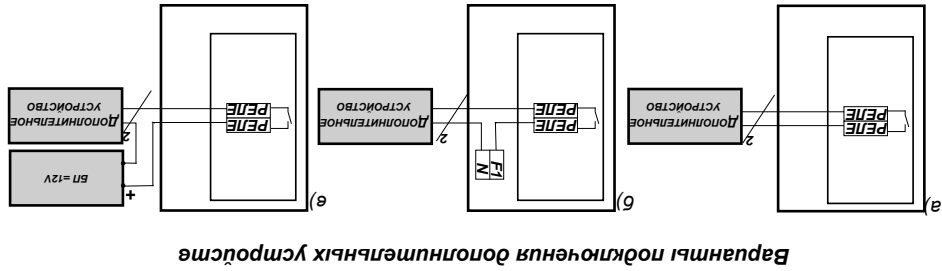 Варианты подключения дополнительных устройств
а)
РЕЛЕ
РЕЛЕ
2
ДОПОЛНИТЕЛЬНОЕ
УСТРОЙСТВО
б)
F1
N
РЕЛЕ
РЕЛЕ
2
ДОПОЛНИТЕЛЬНОЕ
УСТРОЙСТВО
в)
+
БП =12V
РЕЛЕ
РЕЛЕ
2
ДОПОЛНИТЕЛЬНОЕ
УСТРОЙСТВО